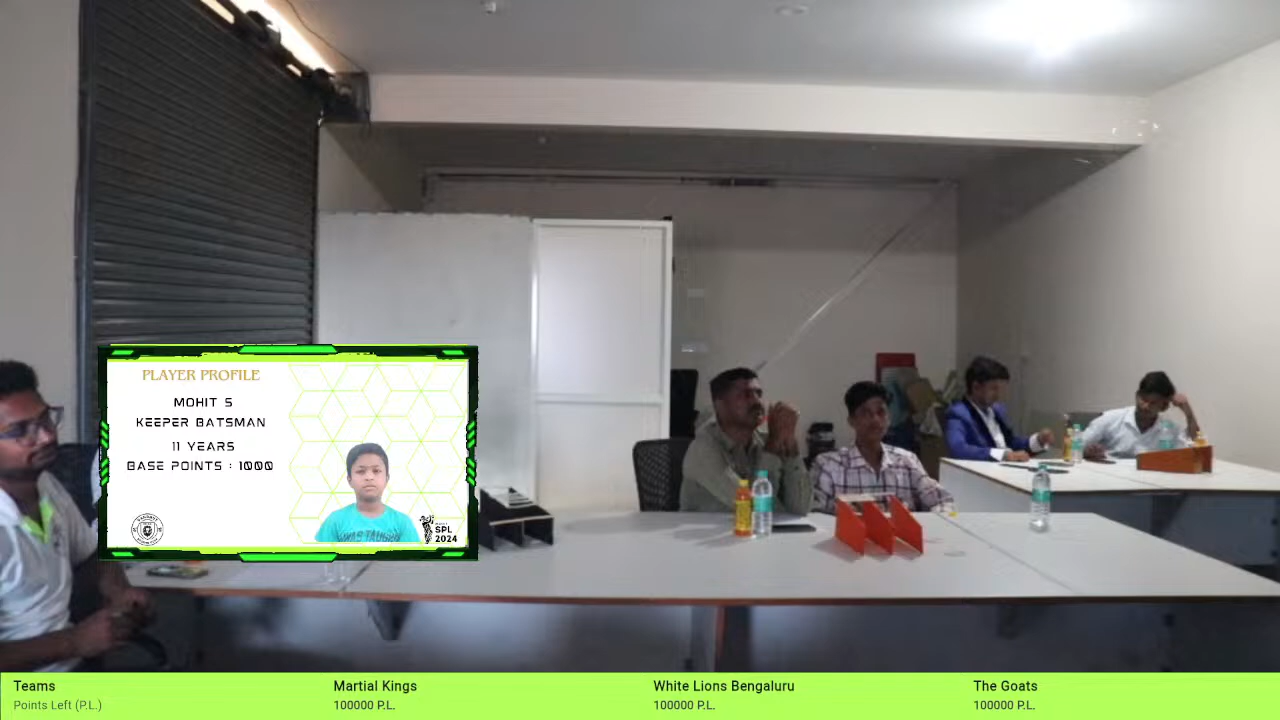 PLAYER PROFILE
MOHIT S
KEEPER BATSMAN
11 YEARS
BASE POINTS : 1000
SPL
2024
Teams
Points Left (P.L.)
Martial Kings
100000 P.L.
White Lions Bengaluru
100000 P.L.
The Goats
100000 P.L.